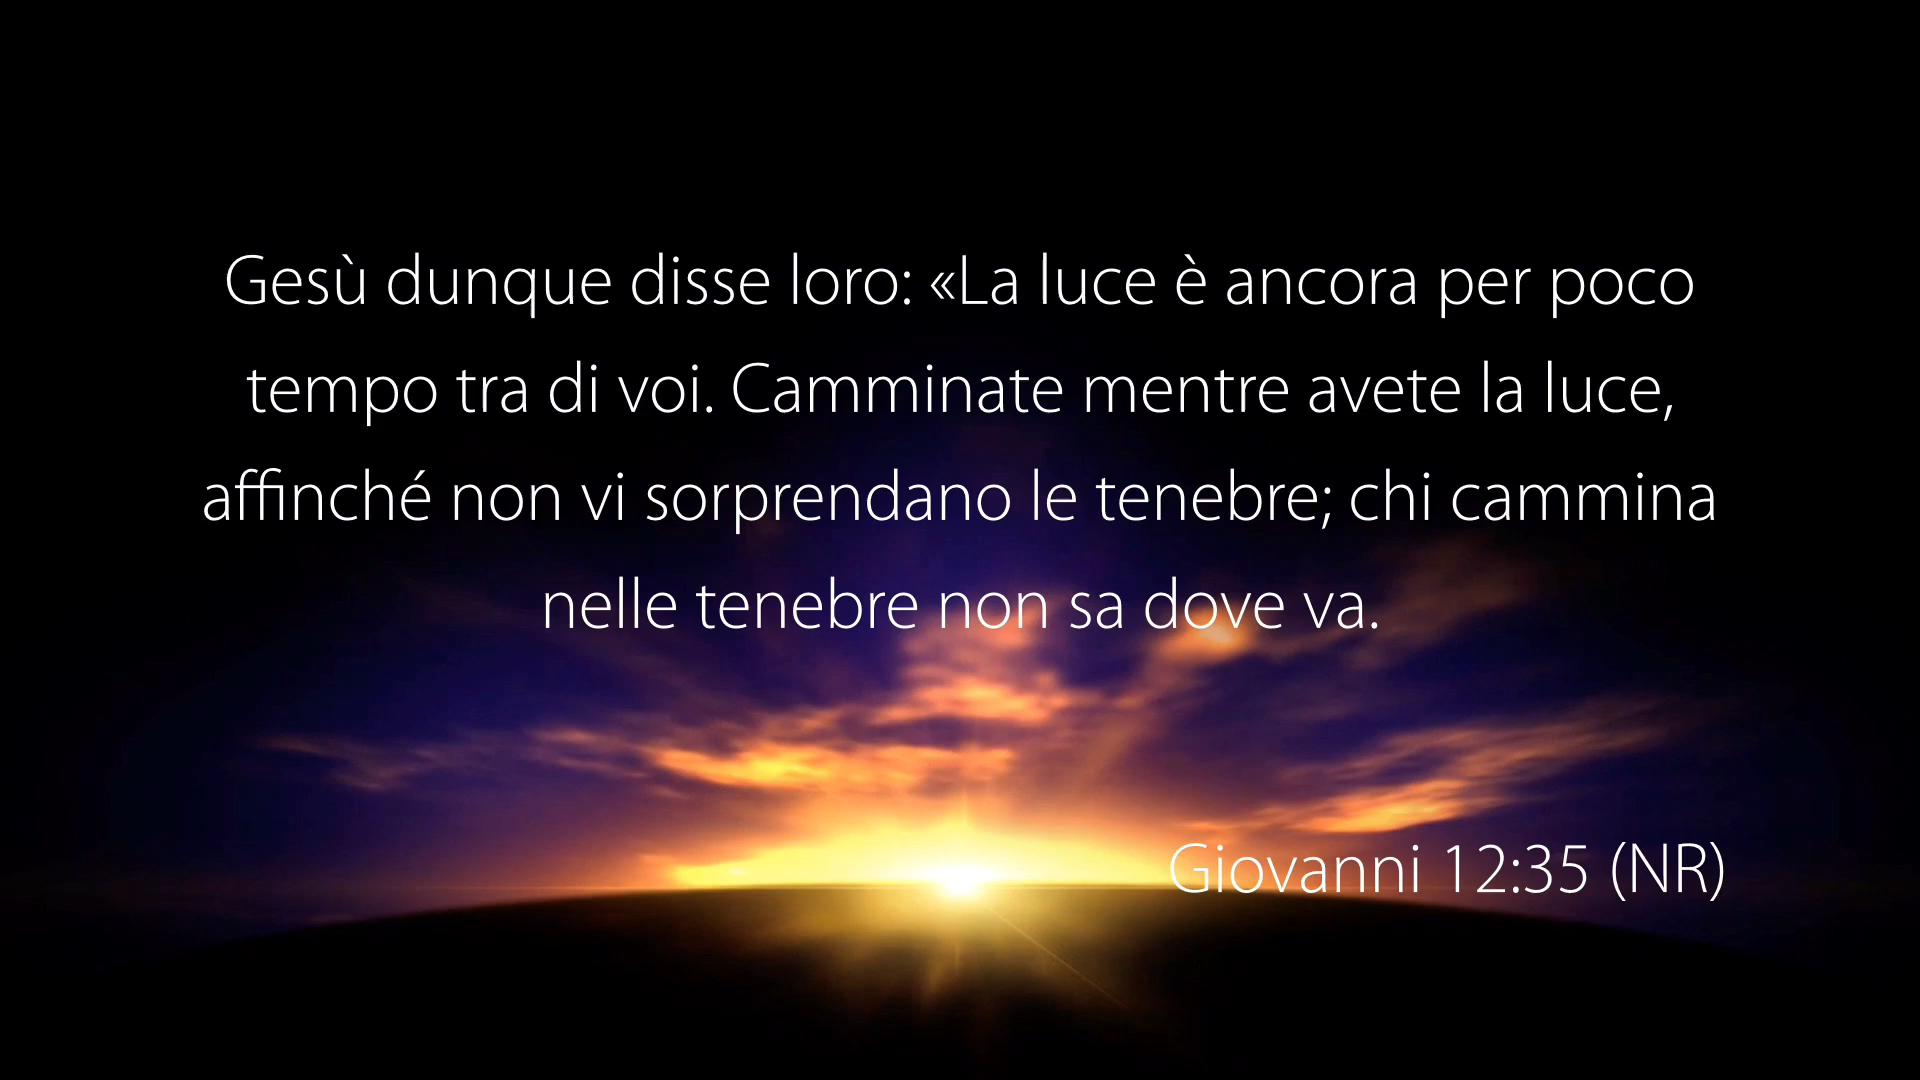 Gesù dunque disse loro: «La luce è ancora per poco
tempo tra di voi. Camminate mentre avete la luce,
affinché non vi sorprendano le tenebre; chi cammina
nelle tenebre non sa dove va.
Giovanni 12:35 (NR)